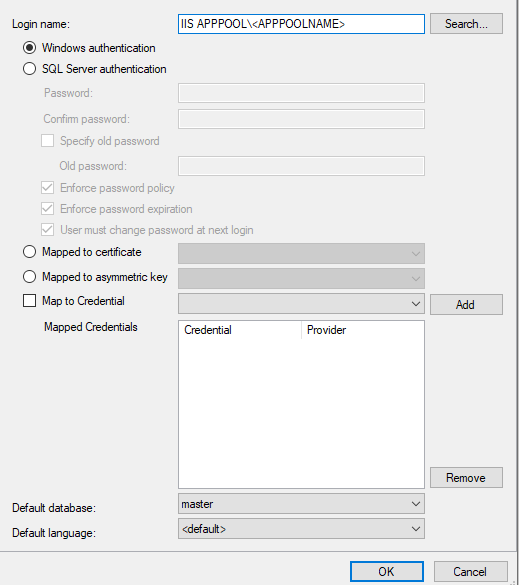 Login name: IIS APPPOOL\<APPPOOLNAME> Search...
Windows authentication
SQL Server authentication
Password:
Confirm password:
Specify old password
Old password:
Enforce password policy
Enforce password expiration
User must change password at next login
Mapped to certificate
Mapped to asymmetric key
Map to Credential Add
Mapped Credentials Credential Provider
Remove
Default database: master
Default language: <default>
OK Cancel